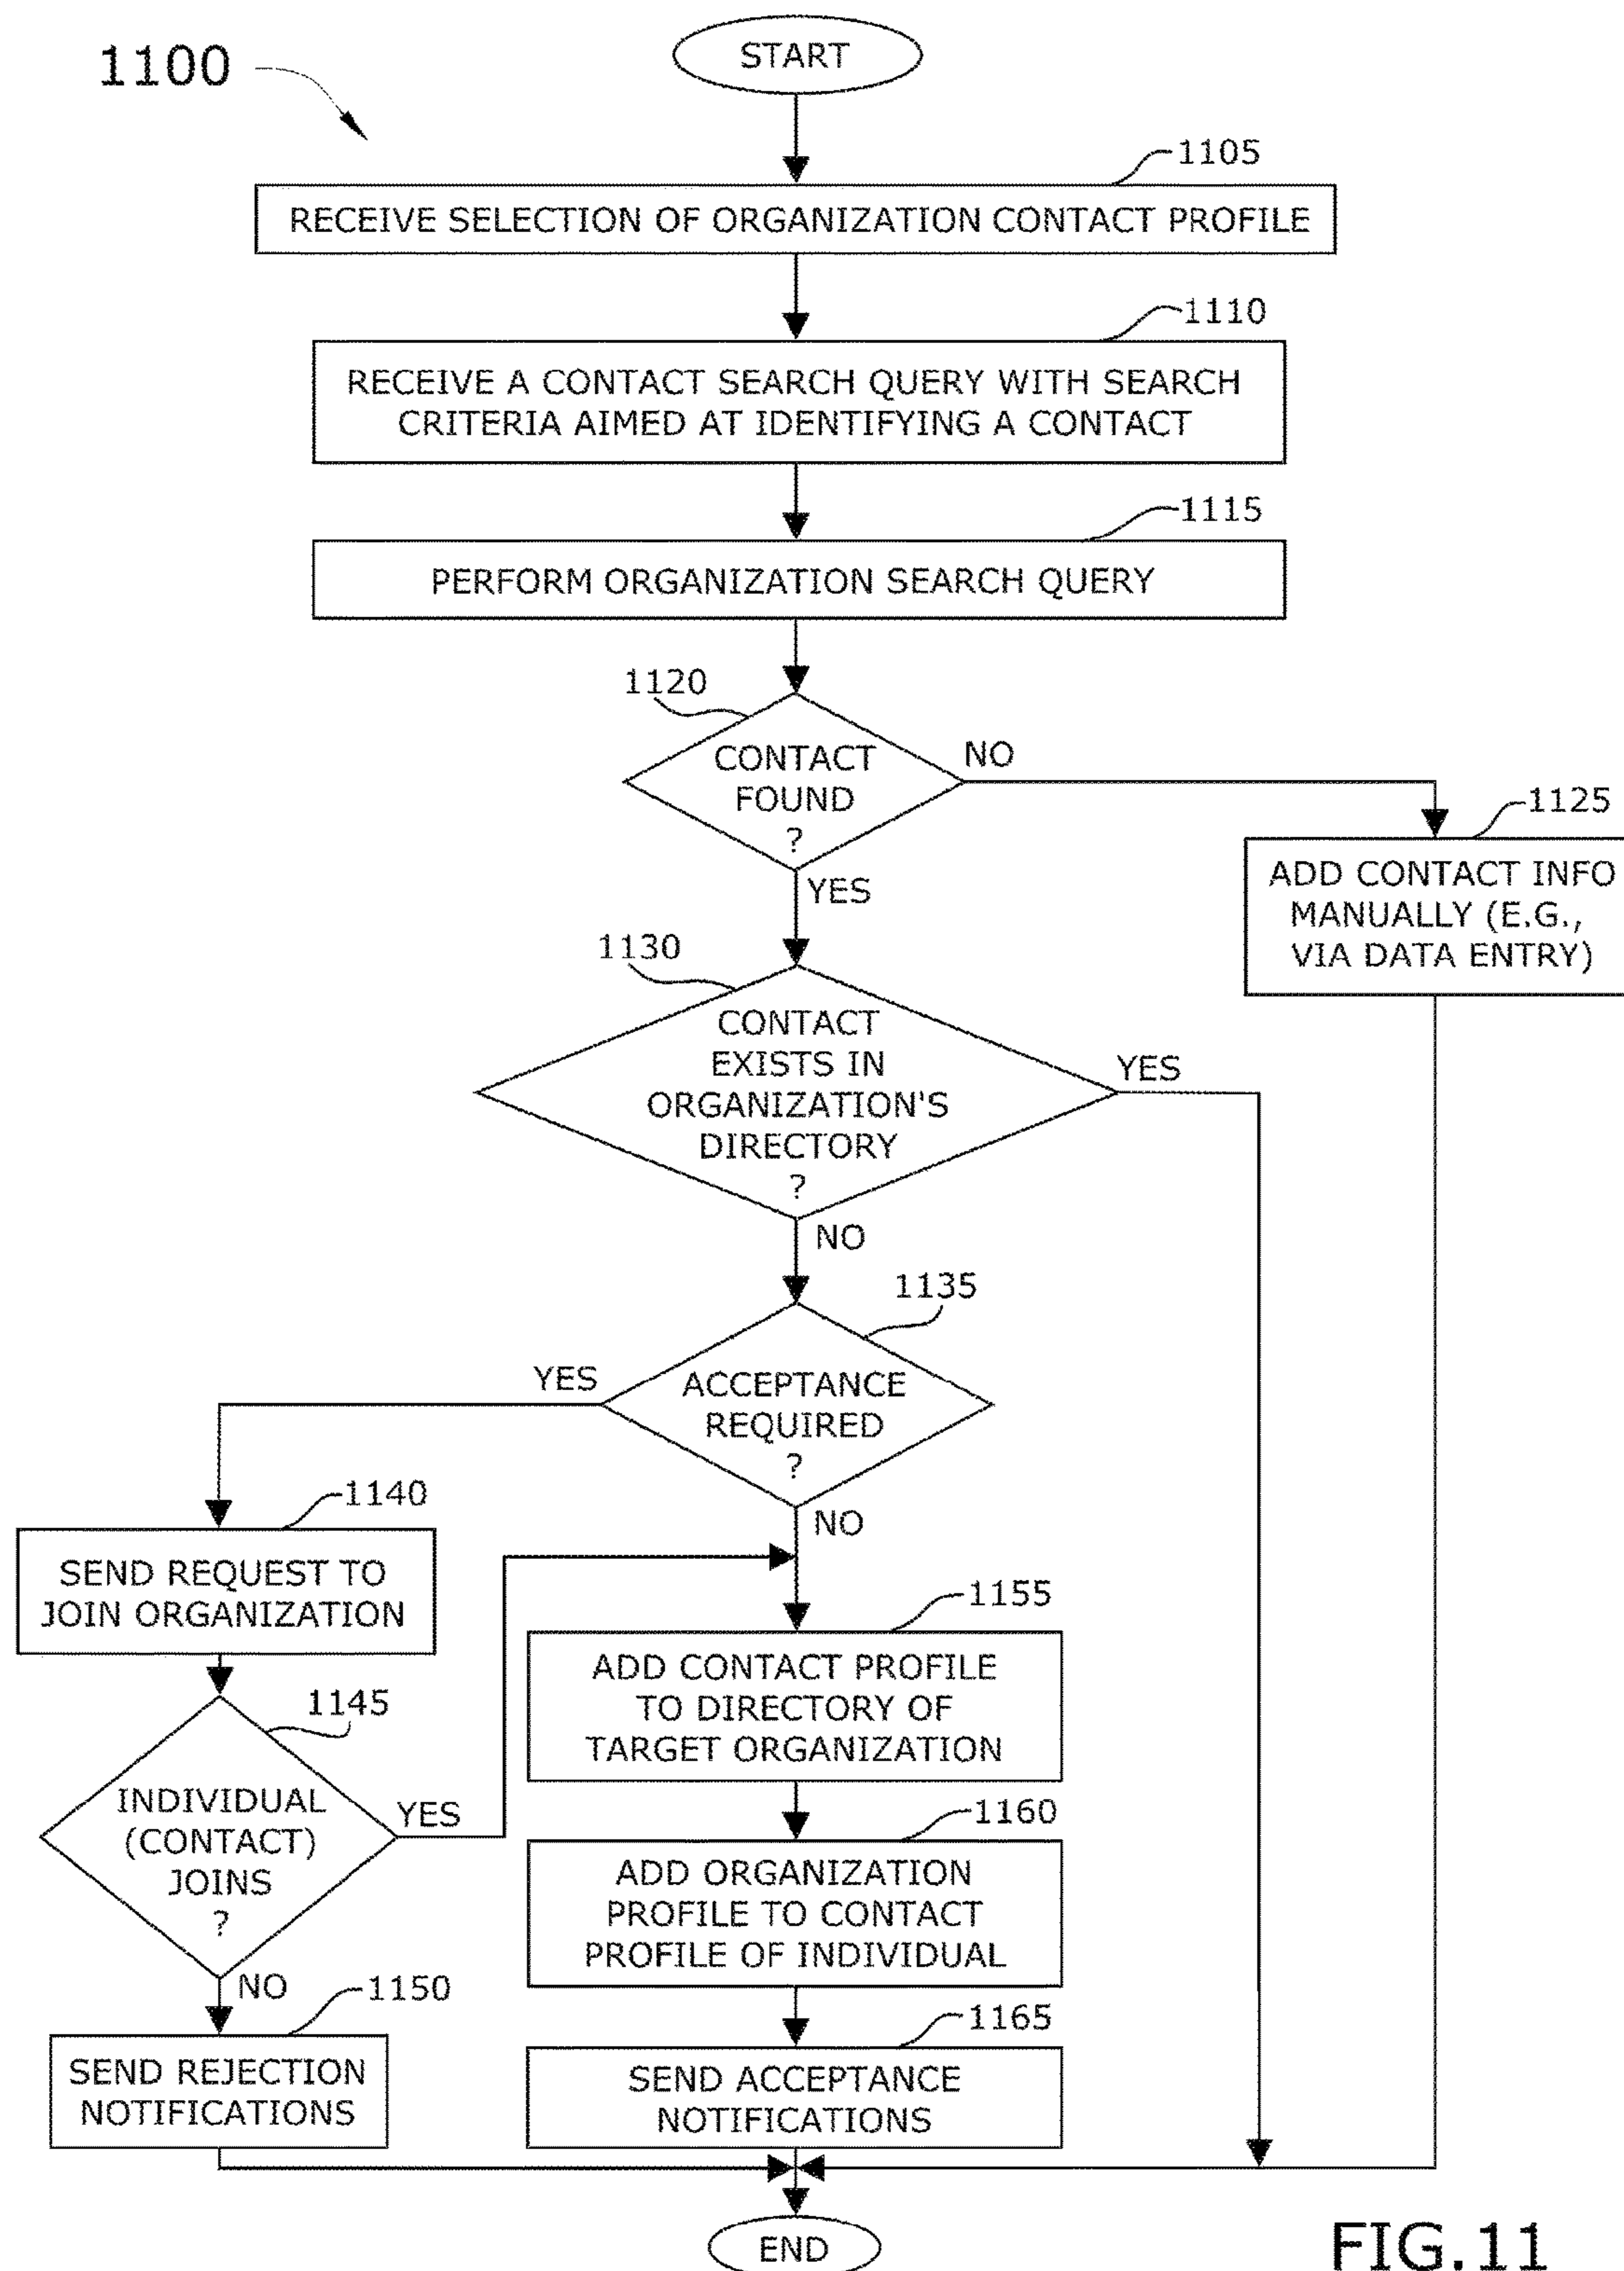 1100
START
1105
RECEIVE SELECTION OF ORGANIZATION CONTACT PROFILE
1110
RECEIVE A CONTACT SEARCH QUERY WITH SEARCH
CRITERIA AIMED AT IDENTIFYING A CONTACT
1115
PERFORM ORGANIZATION SEARCH QUERY
1120
CONTACT
FOUND
?
NO
YES
1125
ADD CONTACT INFO
MANUALLY (E.G.,
VIA DATA ENTRY)
1130
CONTACT
EXISTS IN
ORGANIZATION'S
DIRECTORY
?
YES
NO
1135
ACCEPTANCE
REQUIRED
?
YES
NO
1140
SEND REQUEST TO
JOIN ORGANIZATION
1145
INDIVIDUAL
(CONTACT)
JOINS
?
YES
NO
1150
SEND REJECTION
NOTIFICATIONS
1155
ADD CONTACT PROFILE
TO DIRECTORY OF
TARGET ORGANIZATION
1160
ADD ORGANIZATION
PROFILE TO CONTACT
PROFILE OF INDIVIDUAL
1165
SEND ACCEPTANCE
NOTIFICATIONS
END
FIG.11